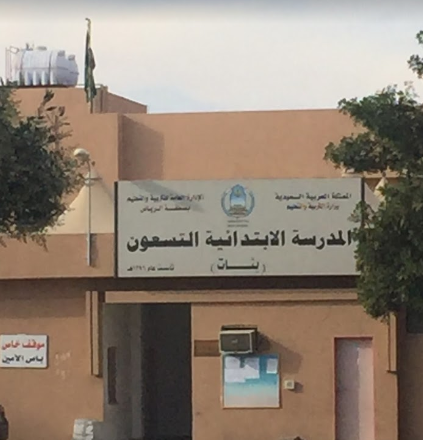 المملكة العربية السعودية
وزارة التربية والتعليم
الإدارة العامة للتربية والتعليم
بمنطقة الرياض
المدرسة الابتدائية التسعون
(بنات)
موقف خاص
باص الأمين